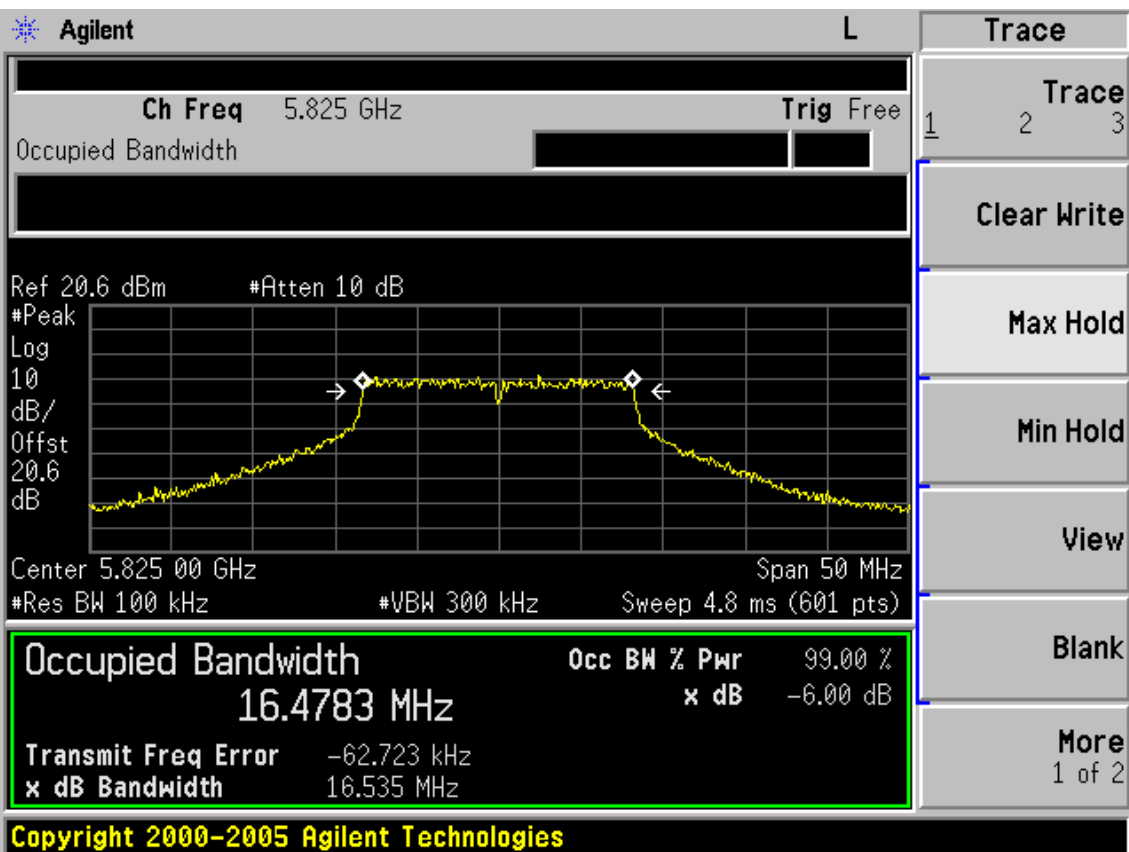 Agilent L
Ch Freq 5.825 GHz Trig Free
Occupied Bandwidth
Ref 20.6 dBm #Atten 10 dB
#Peak
Log
10
dB/
Offst
20.6
dB
Center 5.825 00 GHz Span 50 MHz
#Res BW 100 kHz #VBW 300 kHz Sweep 4.8 ms (601 pts)
Occupied Bandwidth Occ BW % Pwr 99.00 %
16.4783 MHz x dB -6.00 dB
Transmit Freq Error -62.723 kHz
x dB Bandwidth 16.535 MHz
Copyright 2000-2005 Agilent Technologies
Trace
Trace
1 2 3
Clear Write
Max Hold
Min Hold
View
Blank
More
1 of 2